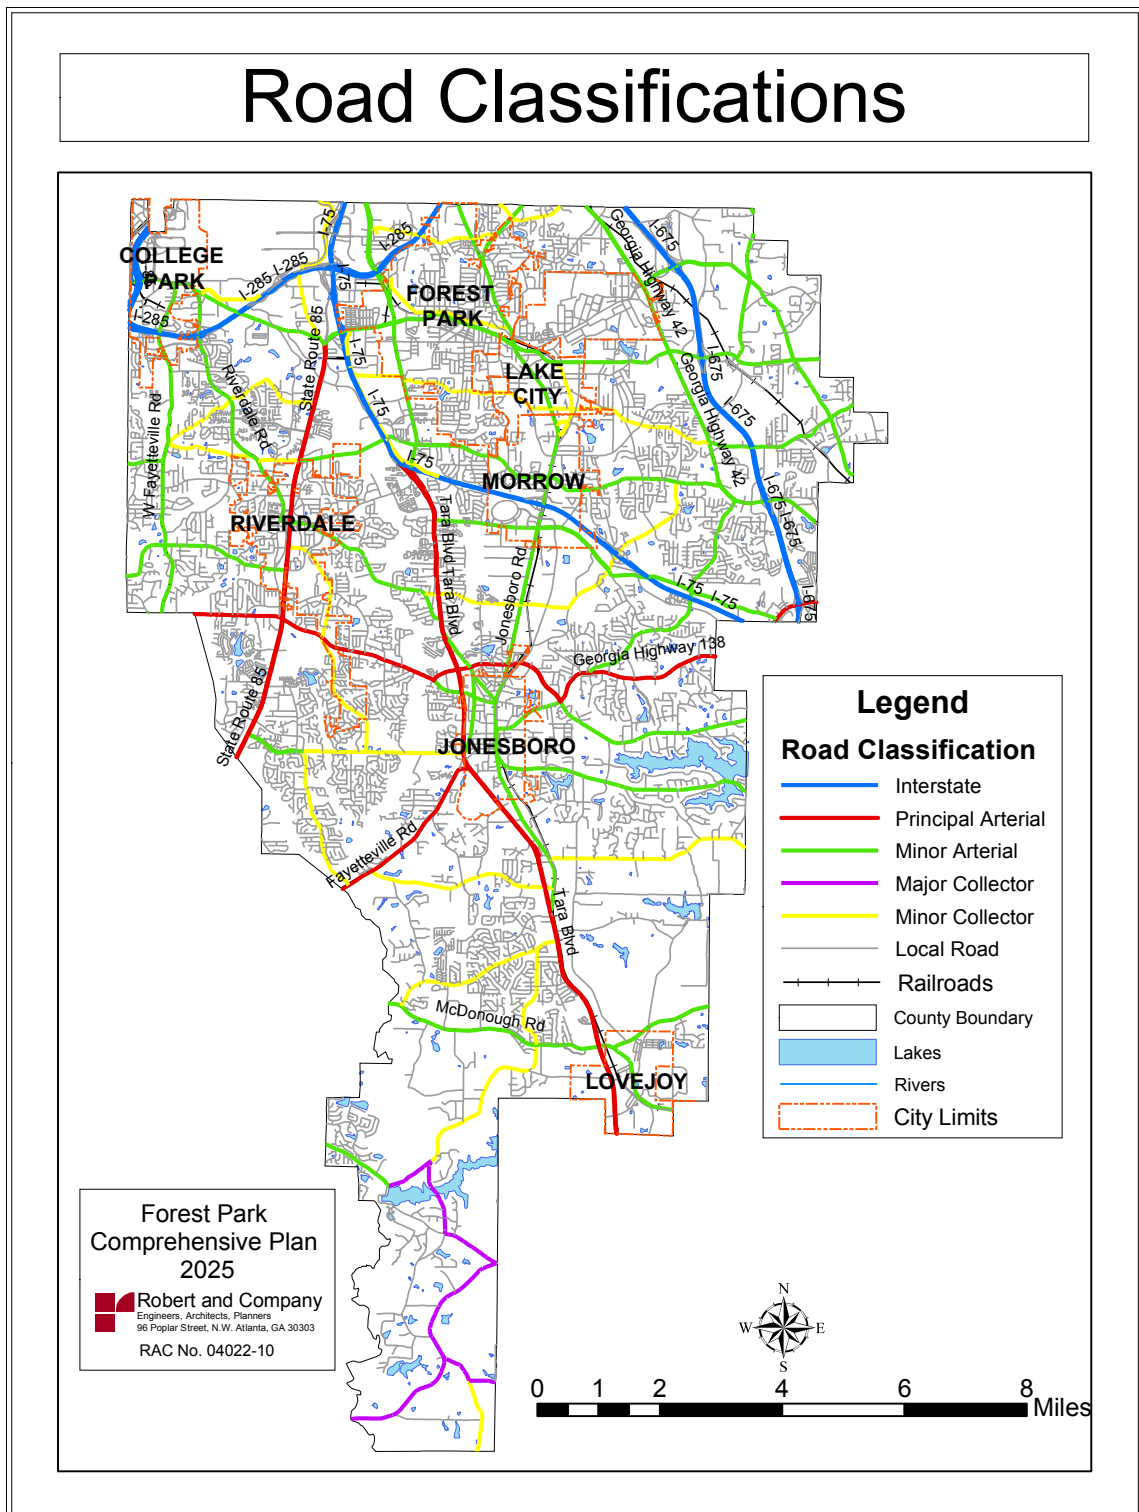 Road Classifications
I-75
I-285
Georgia Highway 42
I-675
COLLEGE
PARK
I-285
I-285
I-75
I-285
FOREST
PARK
State Route 85
I-75
I-675
LAKE
CITY
Georgia Highway 42
I-75
I-675
Riverdale Rd
W Fayetteville Rd
I-75
MORROW
I-675
I-675
RIVERDALE
Tara Blvd
Tara Blvd
Jonesboro Rd
I-75
I-75
I-675
Georgia Highway 138
State Route 85
JONESBORO
Fayetteville Rd
Tara Blvd
McDonough Rd
LOVEJOY
Legend
Road Classification
Interstate
Principal Arterial
Minor Arterial
Major Collector
Minor Collector
Local Road
Railroads
County Boundary
Lakes
Rivers
City Limits
Forest Park
Comprehensive Plan
2025
Robert and Company
Engineers, Architects, Planners
96 Poplar Street, N.W. Atlanta, GA 30303
RAC No. 04022-10
N
W E
S
0 1 2 4 6 8
Miles